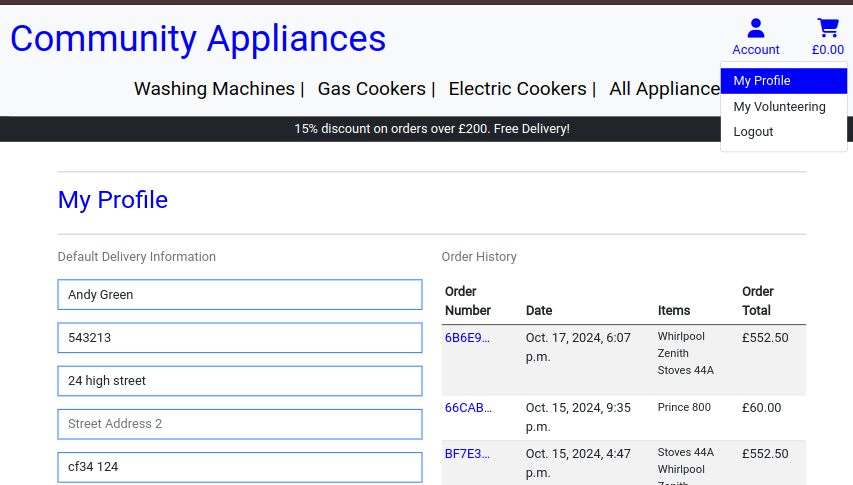 Community Appliances
Account
£0.00
Washing Machines |
Gas Cookers |
Electric Cookers |
All Appliance
My Profile
My Volunteering
Logout
15% discount on orders over £200. Free Delivery!
My Profile
Default Delivery Information
Andy Green
543213
24 high street
Street Address 2
cf34 124
Order History
Order Number Date Items Order Total
6B6E9... Oct. 17, 2024, 6:07 p.m. Whirlpool Zenith Stoves 44A £552.50
66CAB... Oct. 15, 2024, 9:35 p.m. Prince 800 £60.00
BF7E3... Oct. 15, 2024, 4:47 p.m. Stoves 44A Whirlpool Zenith £552.50